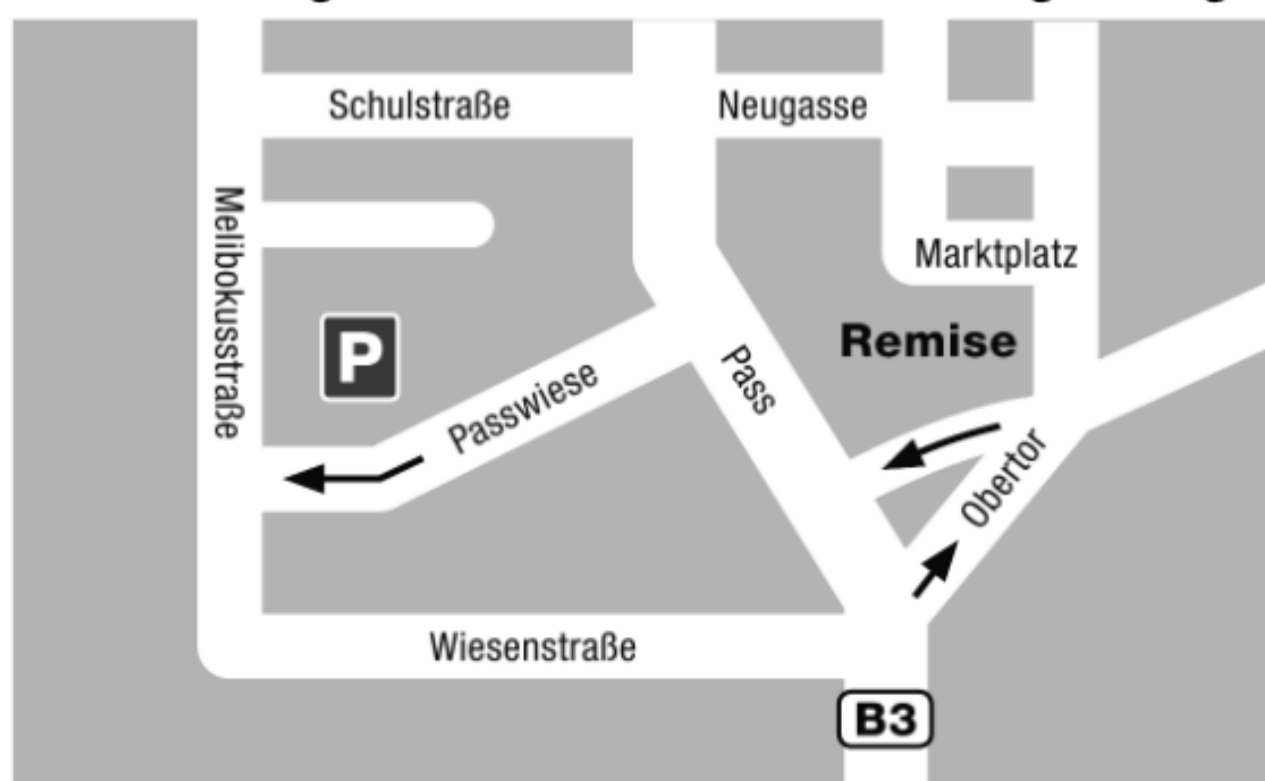 Schulstraße
Neugasse
Melibokusstraße
Marktplatz
P
Remise
Pass
Passwiese
Obertor
Wiesenstraße
B3